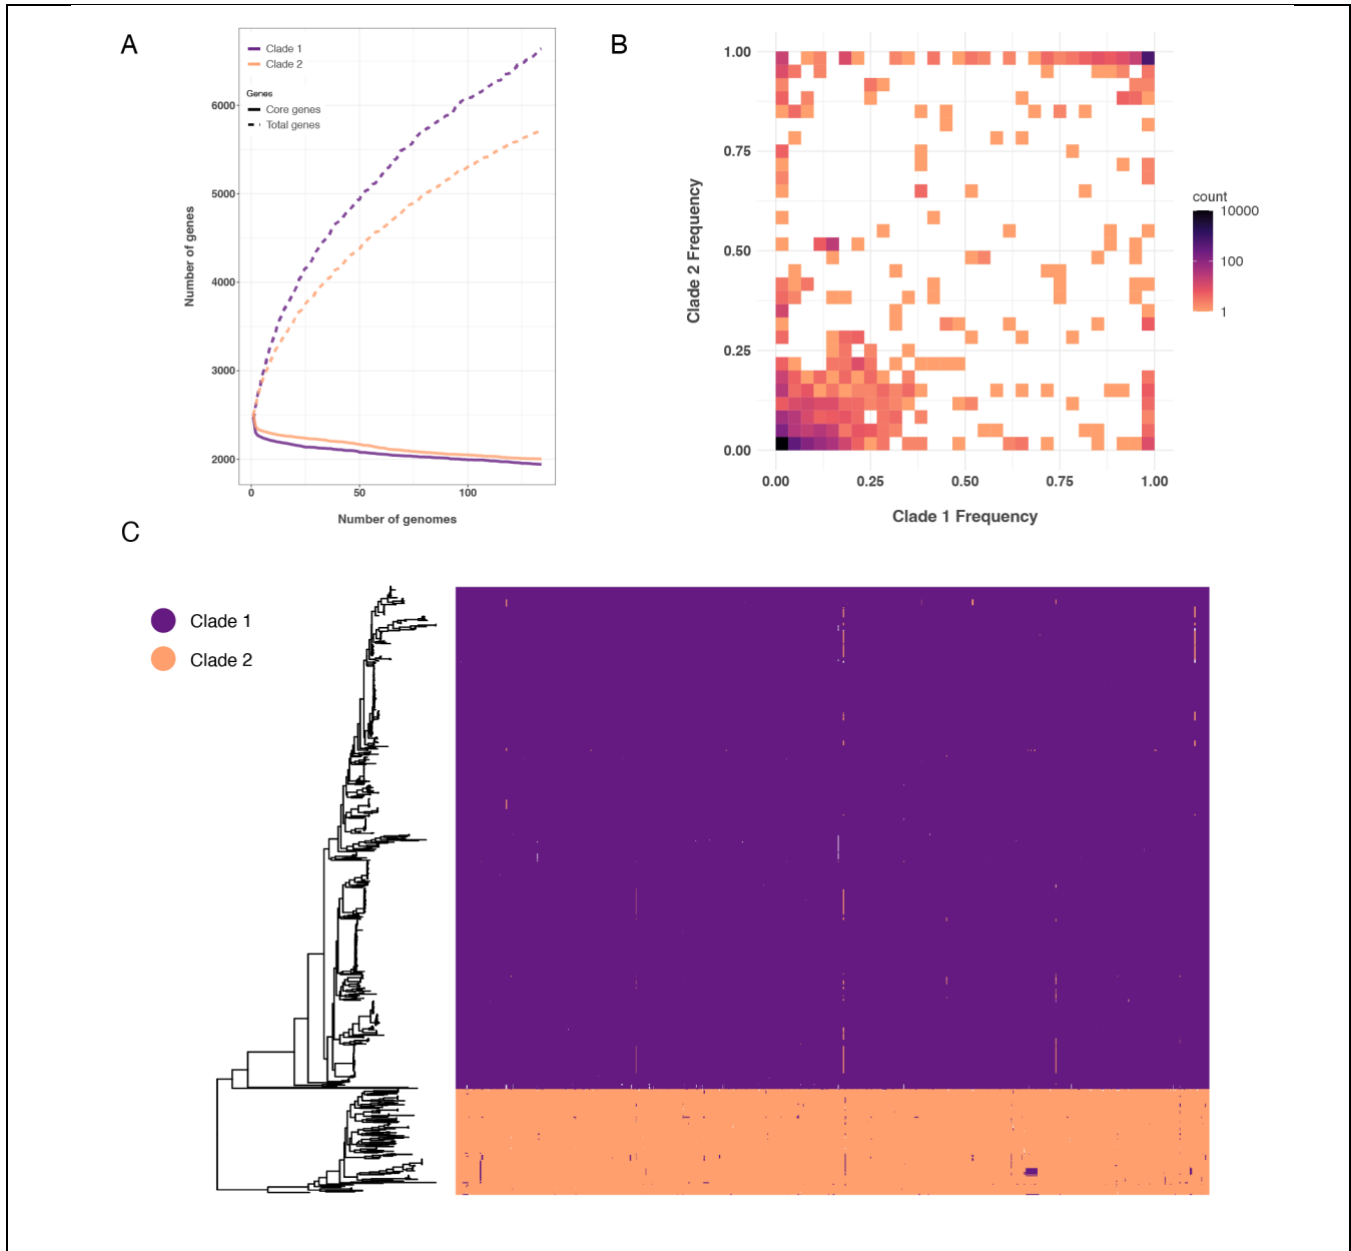 A
Clade 1
Clade 2
Genes
Core genes
Total genes
6000
5000
4000
3000
2000
0
50
100
Number of genes
Number of genomes
B
1.00
0.75
0.50
0.25
0.00
0.00
0.25
0.50
0.75
1.00
Clade 2 Frequency
Clade 1 Frequency
count
10000
100
1
C
Clade 1
Clade 2